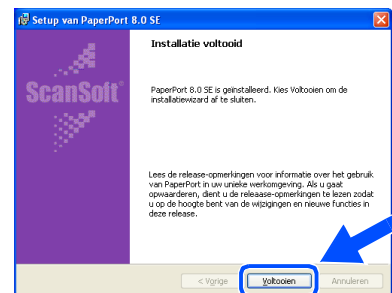 Setup van PaperPort 8.0 SE
ScanSoft
Installatie voltooid
PaperPort 8.0 SE is geïnstalleerd. Kies Voltooien om de
installatiewizard af te sluiten.
Lees de release-opmerkingen voor informatie over het gebruik
van PaperPort in uw unieke werkomgeving. Als u gaat
opwaarderen, dient u de releaase-opmerkingen te lezen zodat
u op de hoogte bent van de wijzigingen en nieuwe functies in
deze release.
< Vorige Voltooien Annuleren